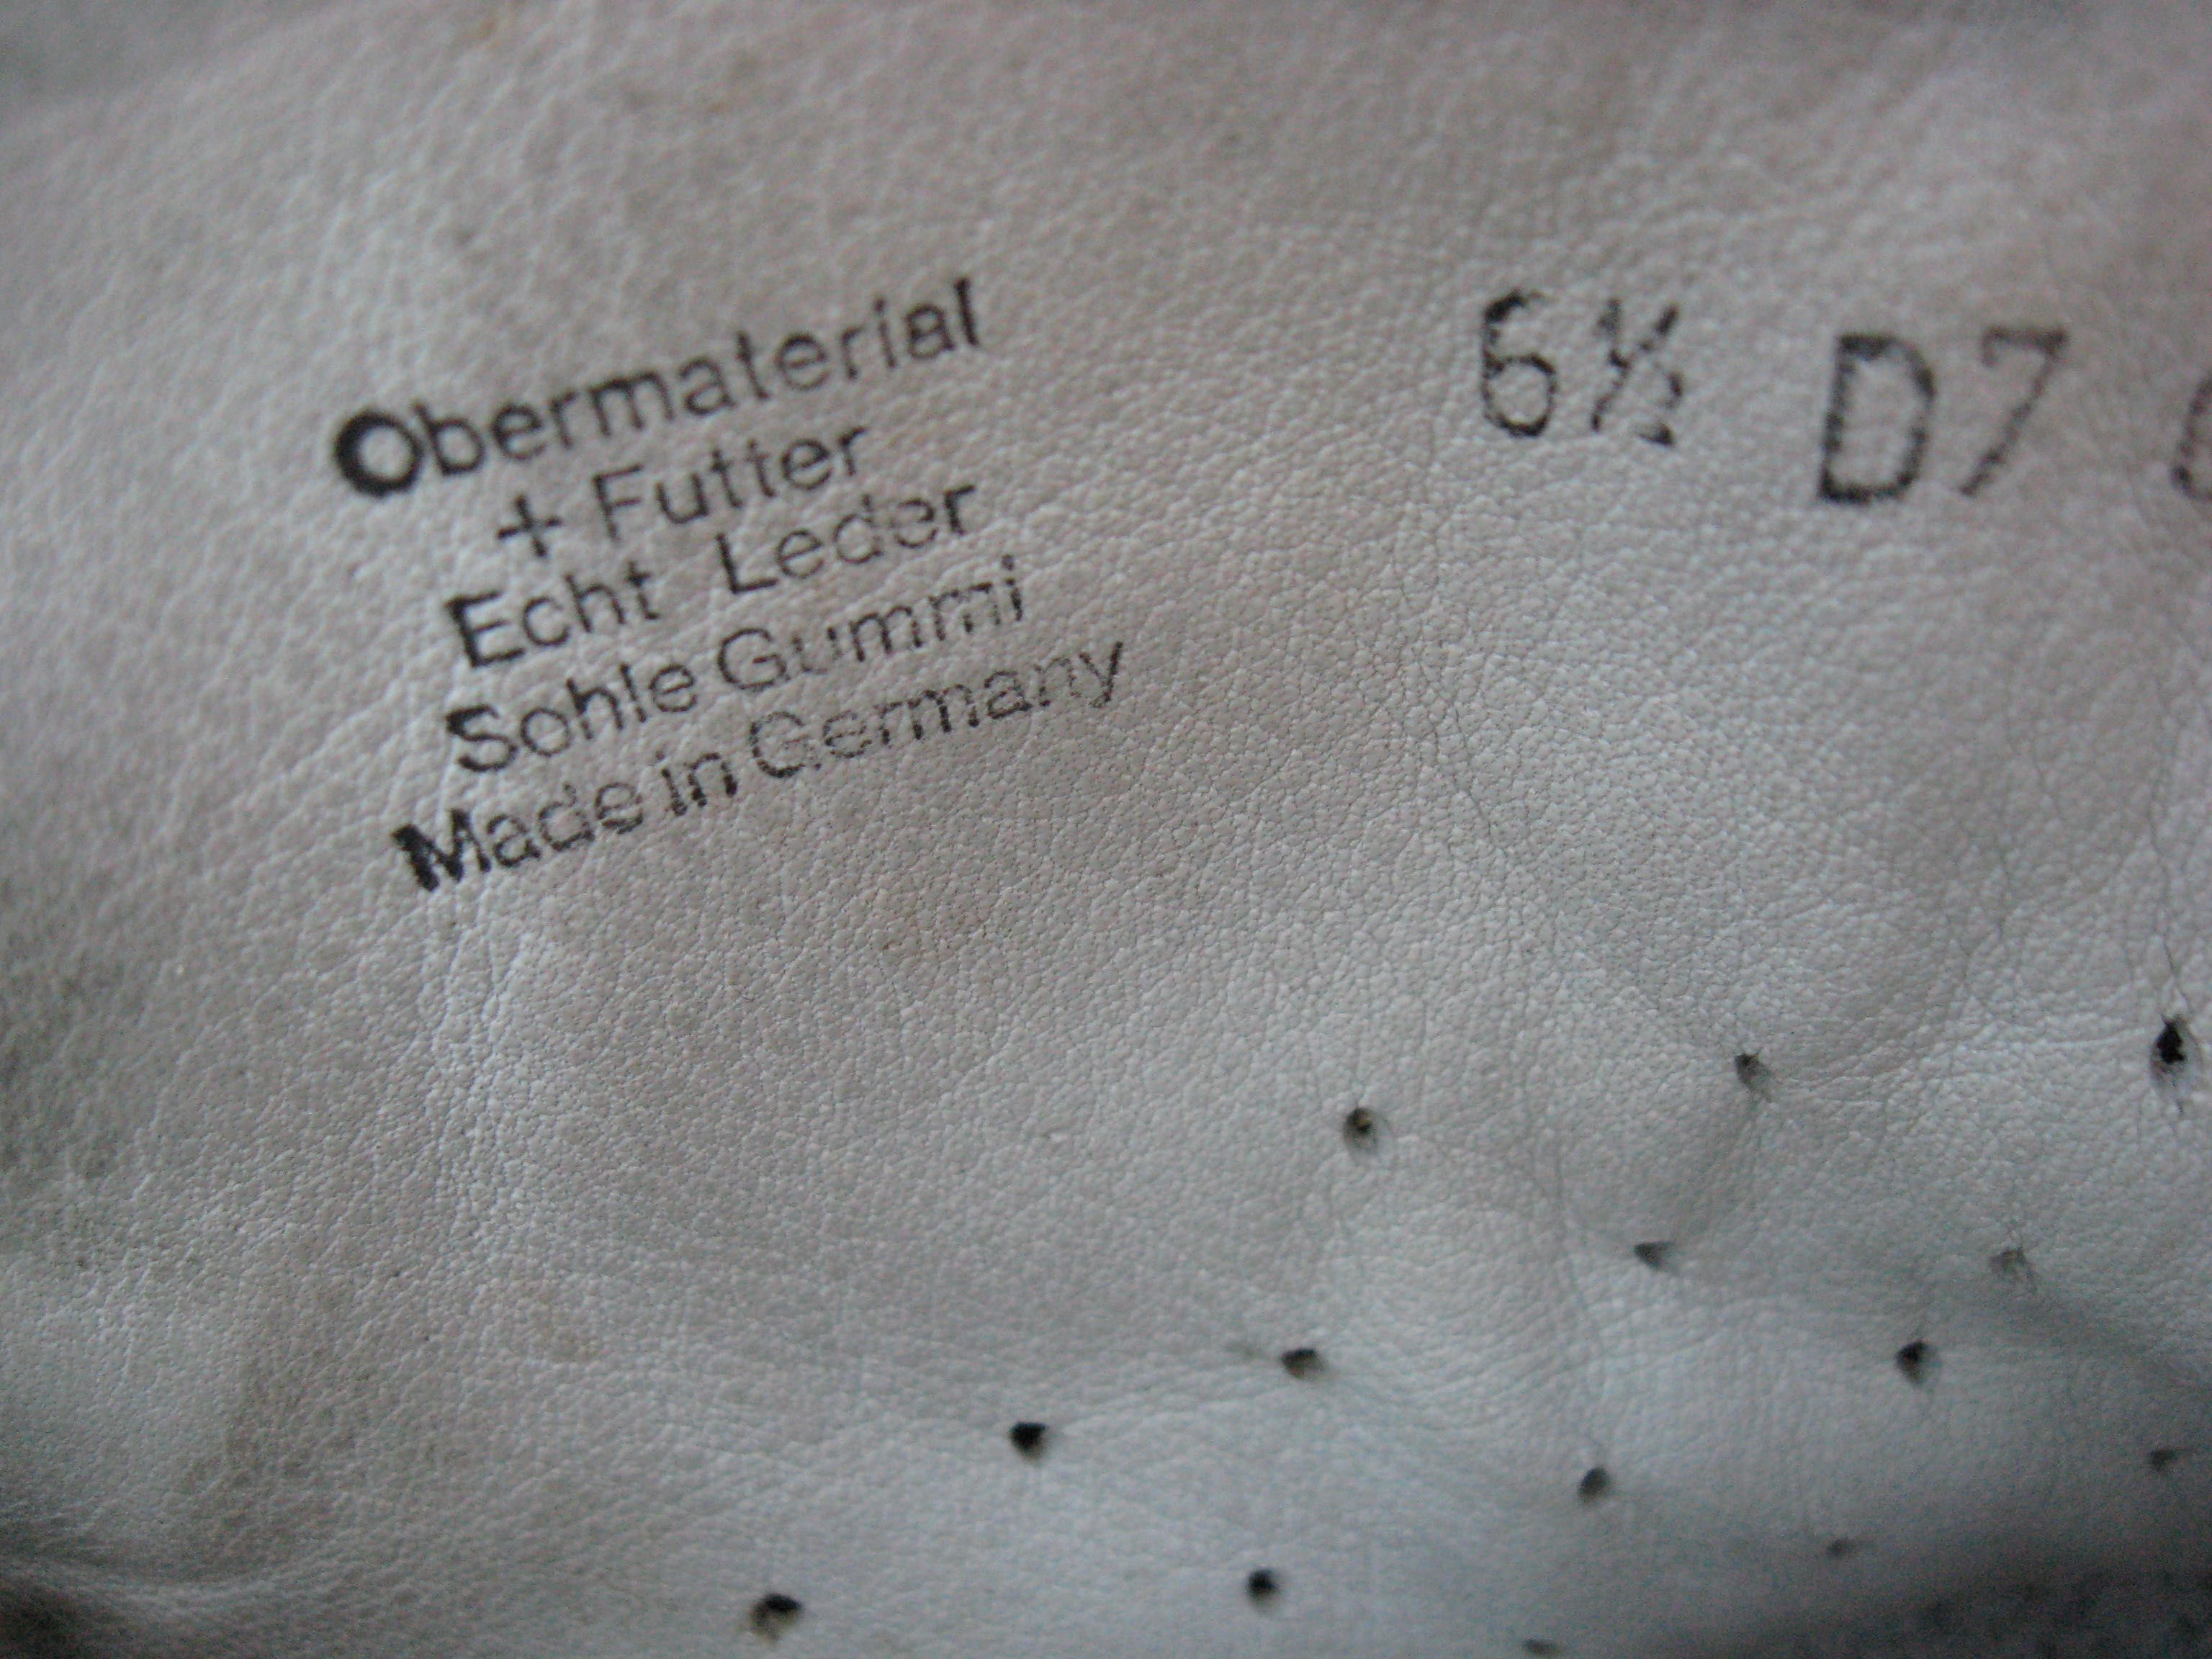 Obermaterial
+ Futter
Echt Leder
Sohle Gummi
Made in Germany
6½ D7